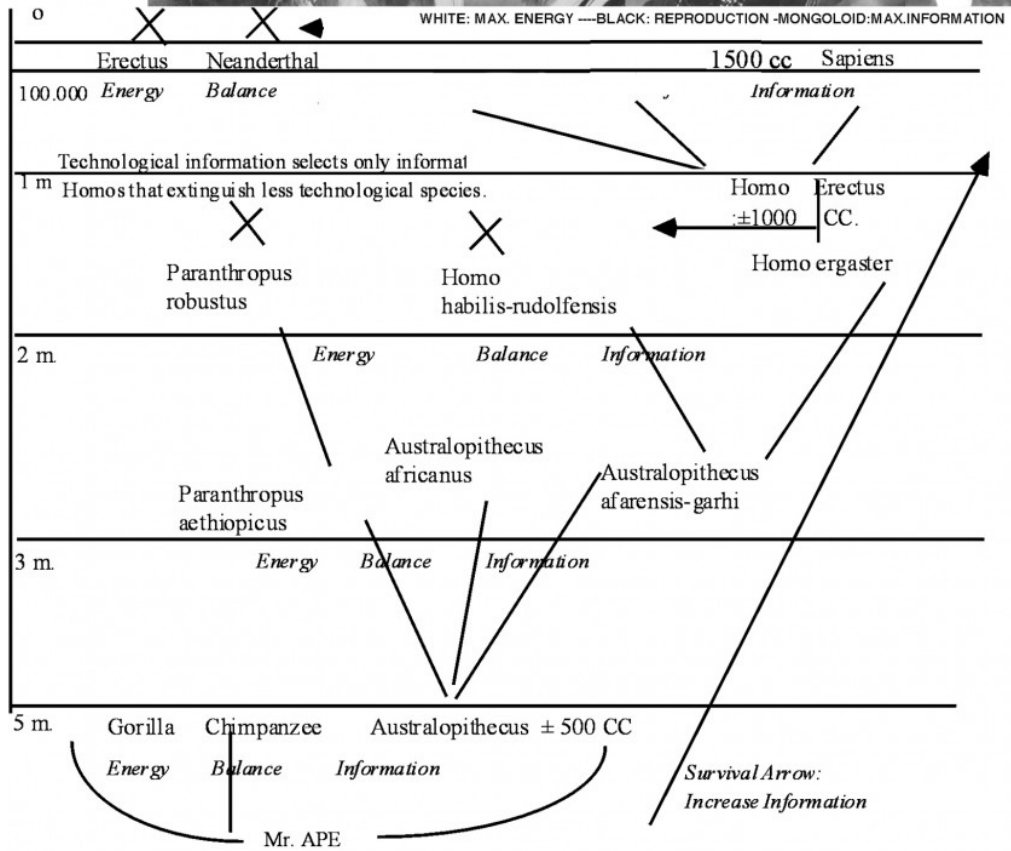 WHITE: MAX. ENERGY ----BLACK: REPRODUCTION -MONGOLOID:MAX.INFORMATION
o
Erectus Neanderthal 1500 cc Sapiens
100.000 Energy Balance Information
Technological information selects only informat
1 m Homos that extinguish less technological species.
Homo Erectus
:±1000 CC.
Homo ergaster
Paranthropus
robustus
Homo
habilis-rudolfensis
2 m. Energy Balance Information
Australopithecus
africanus
Australopithecus
afarensis-garhi
Paranthropus
aethiopicus
3 m. Energy Balance Information
5 m. Gorilla Chimpanzee Australopithecus ± 500 CC
Energy Balance Information
Survival Arrow:
Increase Information
Mr. APE